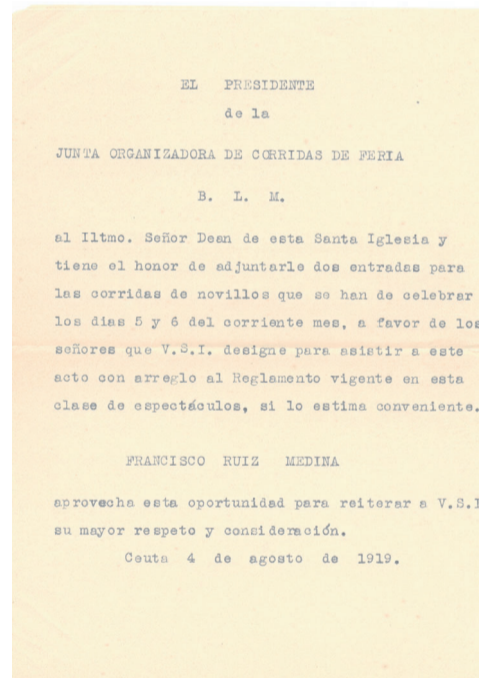 EL PRESIDENTE
de la
JUNTA ORGANIZADORA DE CORRIDAS DE FERIA
B. L. M.
al Iltmo. Señor Dean de esta Santa Iglesia y
tiene el honor de adjuntarle dos entradas para
las corridas de novillos que se han de celebrar
los dias 5 y 6 del corriente mes, a favor de los
señores que V.S.I. designe para asistir a este
acto con arreglo al Reglamento vigente en esta
clase de espectáculos, si lo estima conveniente.
FRANCISCO RUIZ MEDINA
aprovecha esta oportunidad para reiterar a V.S.I
su mayor respeto y consideración.
Ceuta 4 de agosto de 1919.